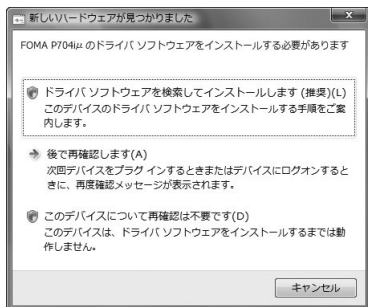 新しいハードウェアが見つかりました
FOMA P704iμ のドライバ ソフトウェアをインストールする必要があります
ドライバ ソフトウェアを検索してインストールします (推奨)(L)
このデバイスのドライバ ソフトウェアをインストールする手順をご案
内します。
後で再確認します(A)
次回デバイスをプラグ インするときまたはデバイスにログオンすると
きに、再度確認メッセージが表示されます。
このデバイスについて再確認は不要です(D)
このデバイスは、ドライバ ソフトウェアをインストールするまでは動
作しません。
キャンセル